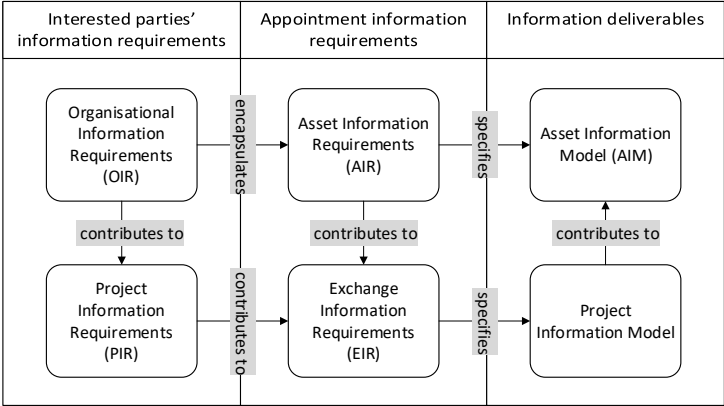 Interested parties’
information requirements
Appointment information
requirements
Information deliverables
Organisational
Information
Requirements
(OIR)
encapsulates
Asset Information
Requirements
(AIR)
specifies
Asset Information
Model (AIM)
contributes to
contributes to
contributes to
Project
Information
Requirements
(PIR)
contributes to
Exchange
Information
Requirements
(EIR)
specifies
Project
Information Model